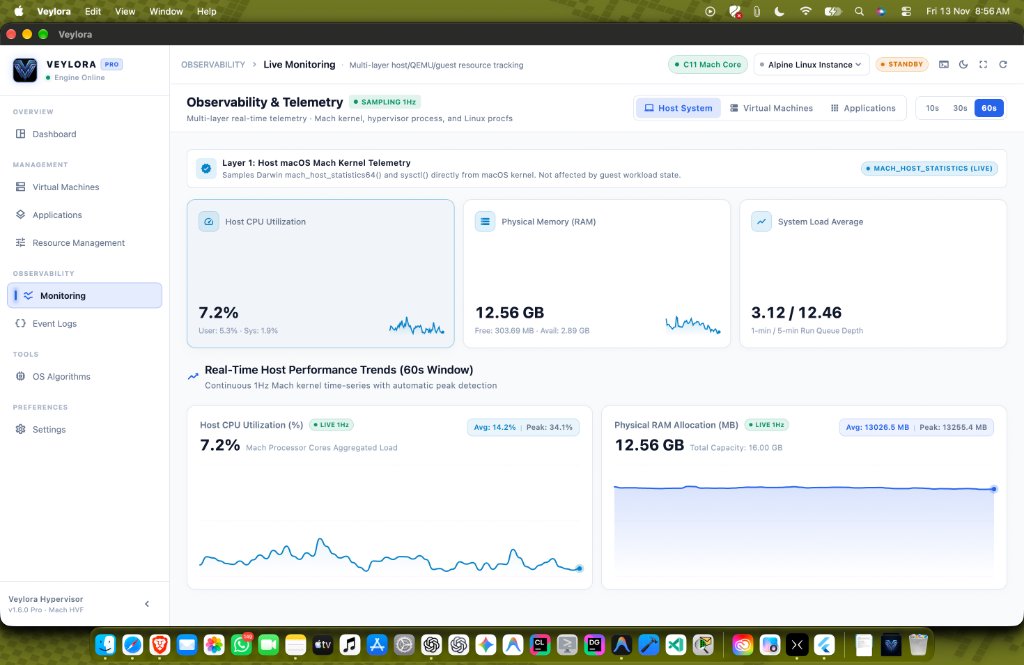 Veylora Edit View Window Help Fri 13 Nov 8:56 AM
Veylora
VEYLORA PRO
Engine Online
OVERVIEW
Dashboard
MANAGEMENT
Virtual Machines
Applications
Resource Management
OBSERVABILITY
Monitoring
Event Logs
TOOLS
OS Algorithms
PREFERENCES
Settings
Veylora Hypervisor
v1.6.0 Pro · Mach HVF
OBSERVABILITY > Live Monitoring · Multi-layer host/QEMU/guest resource tracking
C11 Mach Core
Alpine Linux Instance
STANDBY
Observability & Telemetry SAMPLING 1Hz
Multi-layer real-time telemetry · Mach kernel, hypervisor process, and Linux procfs
Host System Virtual Machines Applications
10s 30s 60s
Layer 1: Host macOS Mach Kernel Telemetry
Samples Darwin mach_host_statistics64() and sysctl() directly from macOS kernel. Not affected by guest workload state.
MACH_HOST_STATISTICS (LIVE)
Host CPU Utilization
7.2%
User: 5.3% · Sys: 1.9%
Physical Memory (RAM)
12.56 GB
Free: 303.69 MB · Avail: 2.89 GB
System Load Average
3.12 / 12.46
1-min / 5-min Run Queue Depth
Real-Time Host Performance Trends (60s Window)
Continuous 1Hz Mach kernel time-series with automatic peak detection
Host CPU Utilization (%) LIVE 1Hz
Avg: 14.2% | Peak: 34.1%
7.2% Mach Processor Cores Aggregated Load
Physical RAM Allocation (MB) LIVE 1Hz
Avg: 13026.5 MB | Peak: 13255.4 MB
12.56 GB Total Capacity: 16.00 GB
tv
CL
DG